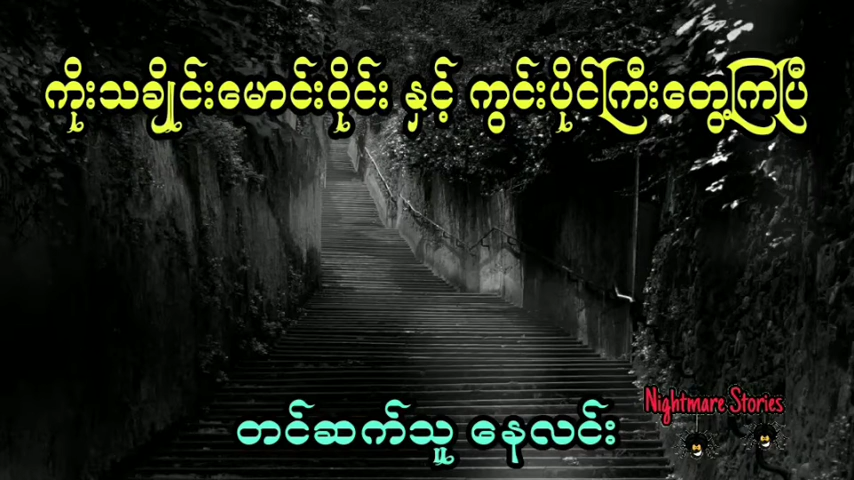 ကိုးသချိုင်းမောင်းဝိုင်း နှင့် ကွင်းပိုင်ကြီးတွေ့ကြပြီ
Nightmare Stories
တင်ဆက်သူ နေလင်း